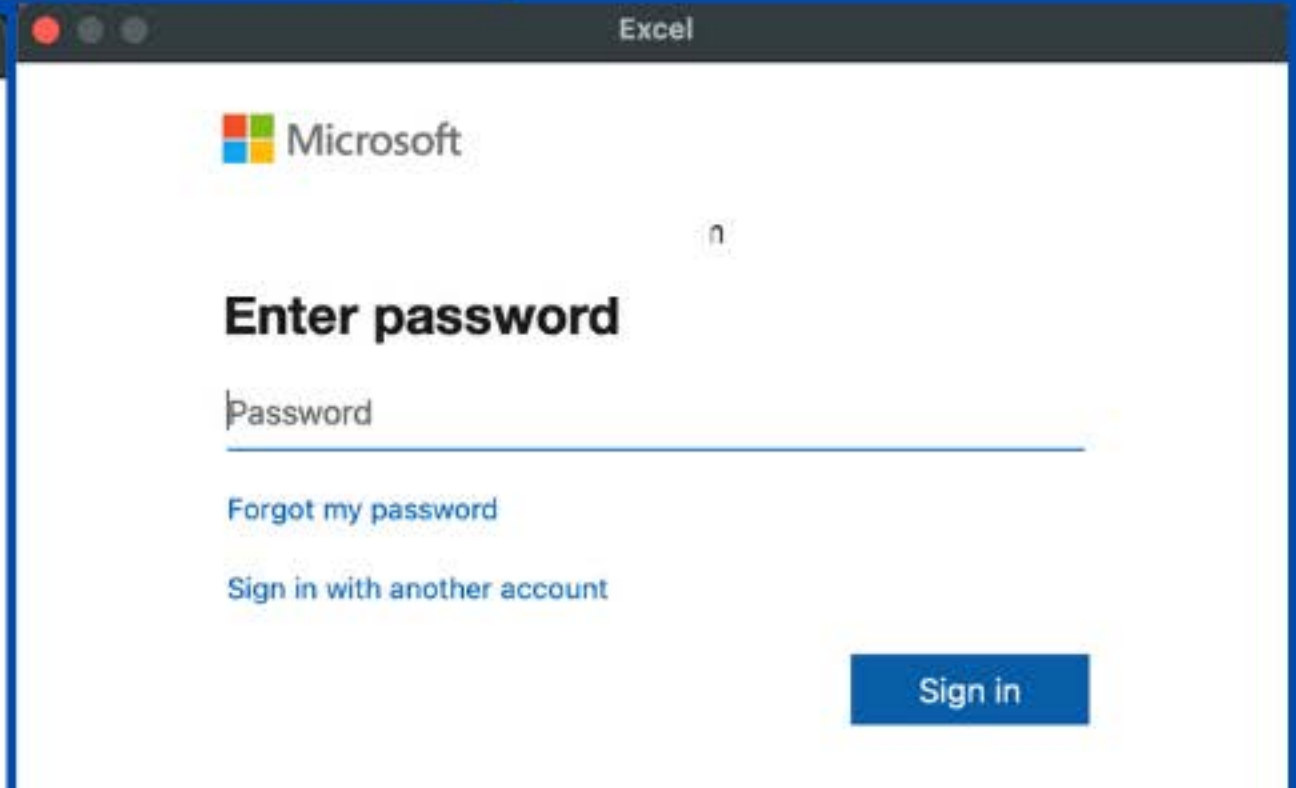 Excel
Microsoft
n
Enter password
Password
Forgot my password
Sign in with another account
Sign in